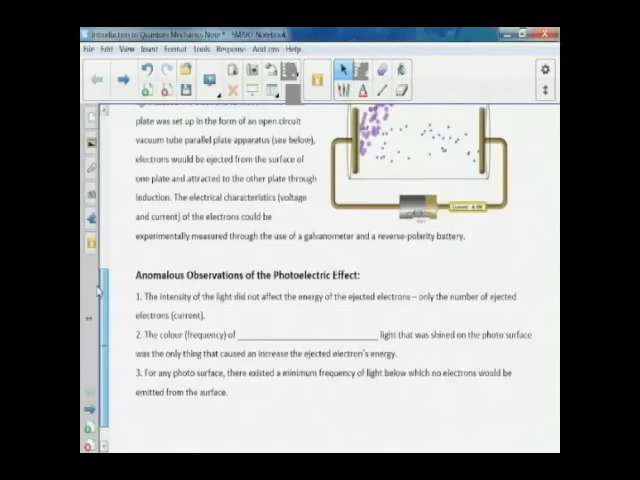 Introduction to Quantum Mechanics New * - SMART Notebook
File Edit View Insert Format Tools Response Add-ons Help
plate was set up in the form of an open circuit
vacuum tube parallel plate apparatus (see below),
electrons would be ejected from the surface of
one plate and attracted to the other plate through
induction. The electrical characteristics (voltage
and current) of the electrons could be
experimentally measured through the use of a galvanometer and a reverse-polarity battery.
Anomalous Observations of the Photoelectric Effect:
1. The intensity of the light did not affect the energy of the ejected electrons – only the number of ejected
electrons (current).
2. The colour (frequency) of ______________________________ light that was shined on the photo surface
was the only thing that caused an increase the ejected electron's energy.
3. For any photo surface, there existed a minimum frequency of light below which no electrons would be
emitted from the surface.